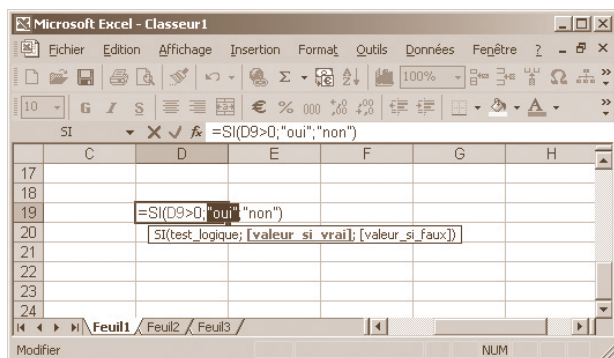 Microsoft Excel - Classeur1
Fichier Edition Affichage Insertion Format Outils Données Fenêtre ?
Σ 100% Ω
10 G I S € % 000 A
SI fx =SI(D9>0;"oui";"non")
C D E F G H
17
18
19 =SI(D9>0;"oui";"non")
20 SI(test_logique; [valeur_si_vrai]; [valeur_si_faux])
21
22
23
24
Feuil1 Feuil2 Feuil3
Modifier NUM